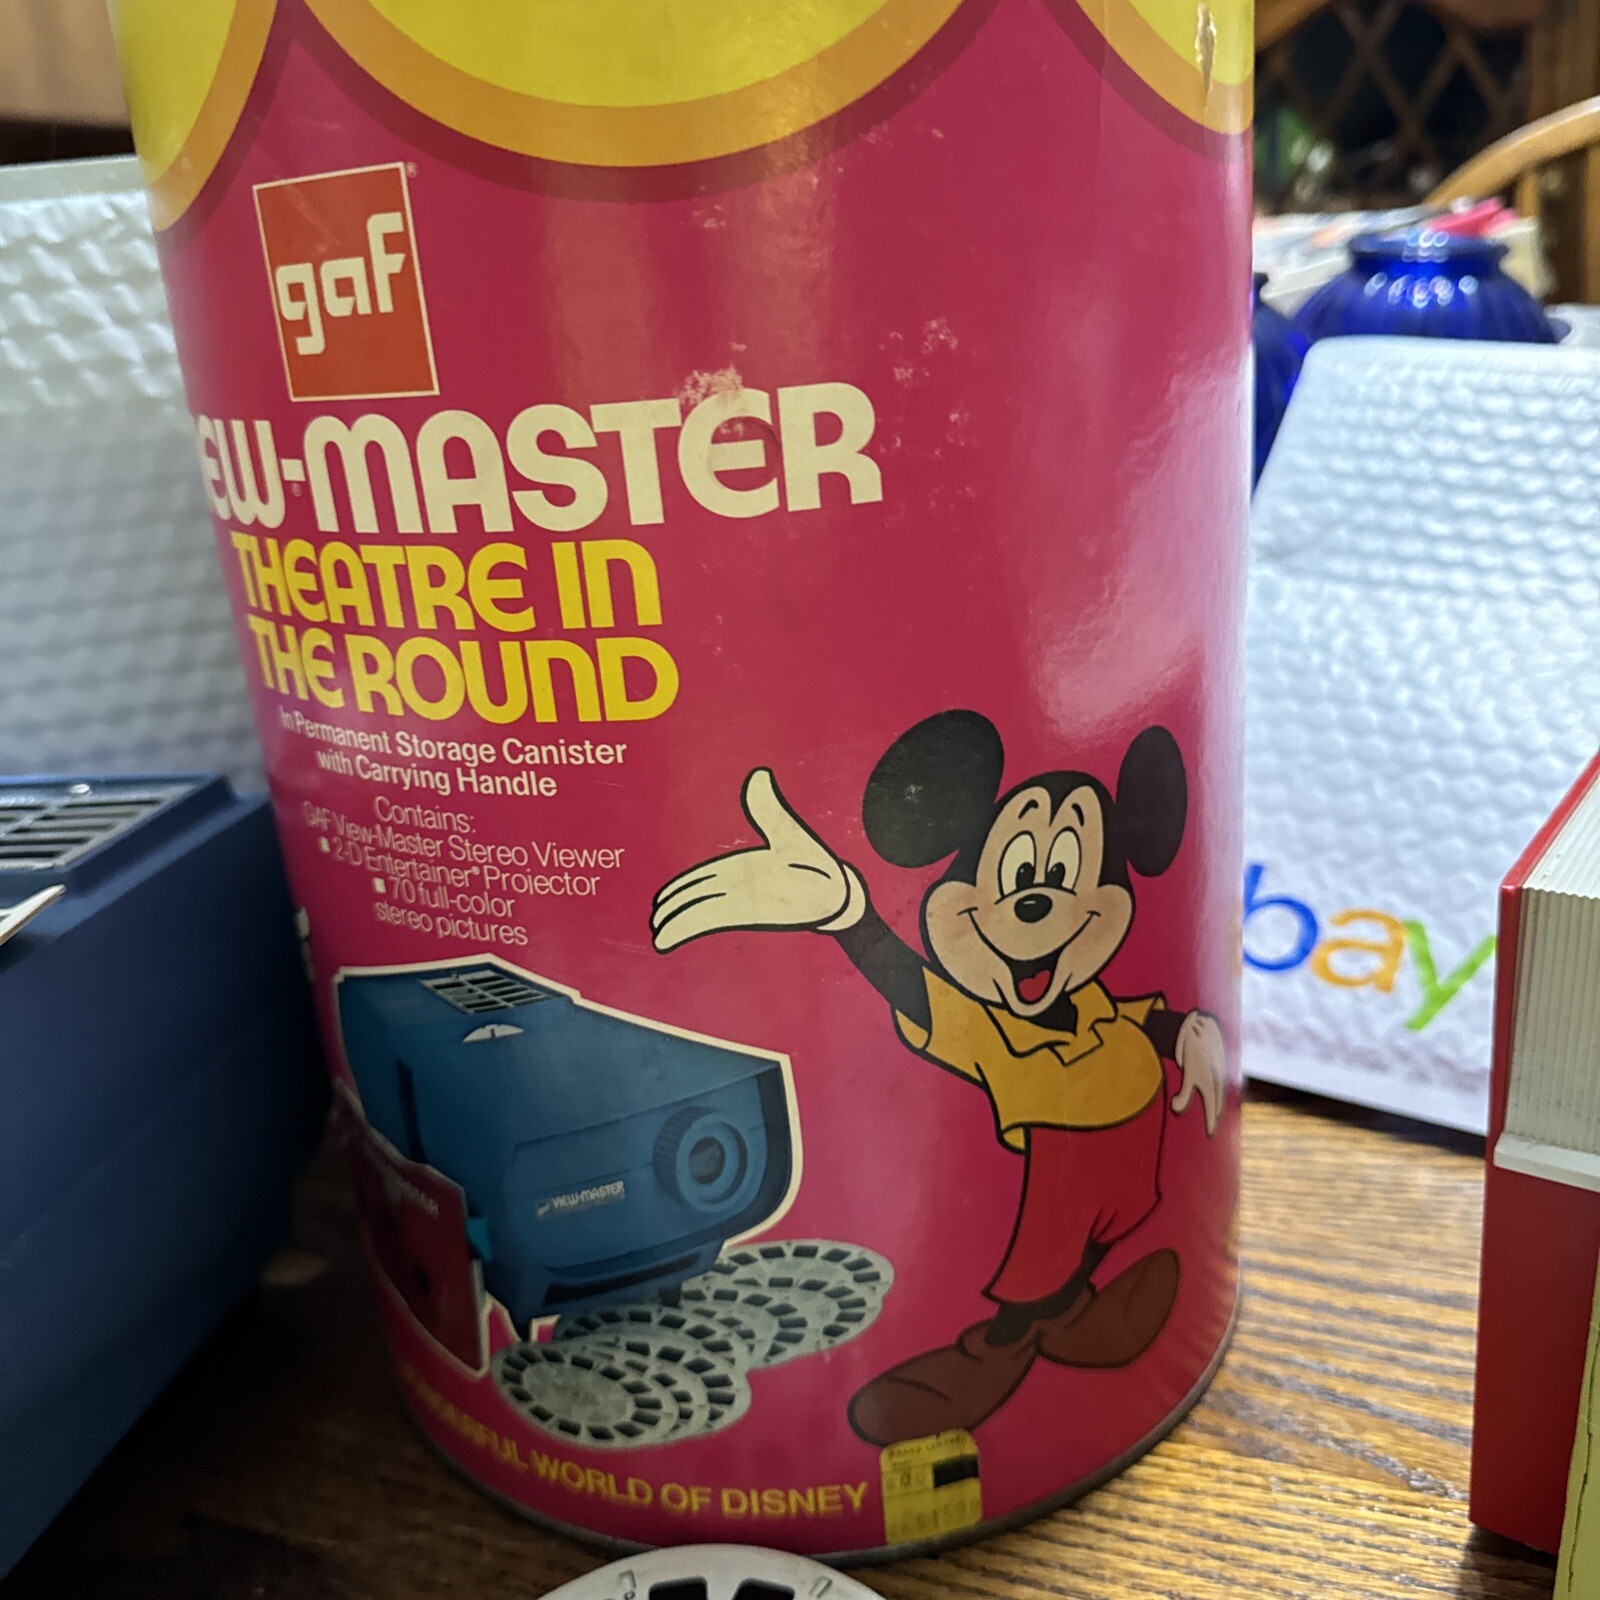 gaf
EW-MASTER
THEATRE IN
THE ROUND
In Permanent Storage Canister
with Carrying Handle
Contains:
GAF View-Master Stereo Viewer
▪ 2-D Entertainer® Projector
▪ 70 full-color
stereo pictures
VIEW-MASTER
WORLD OF DISNEY
bay